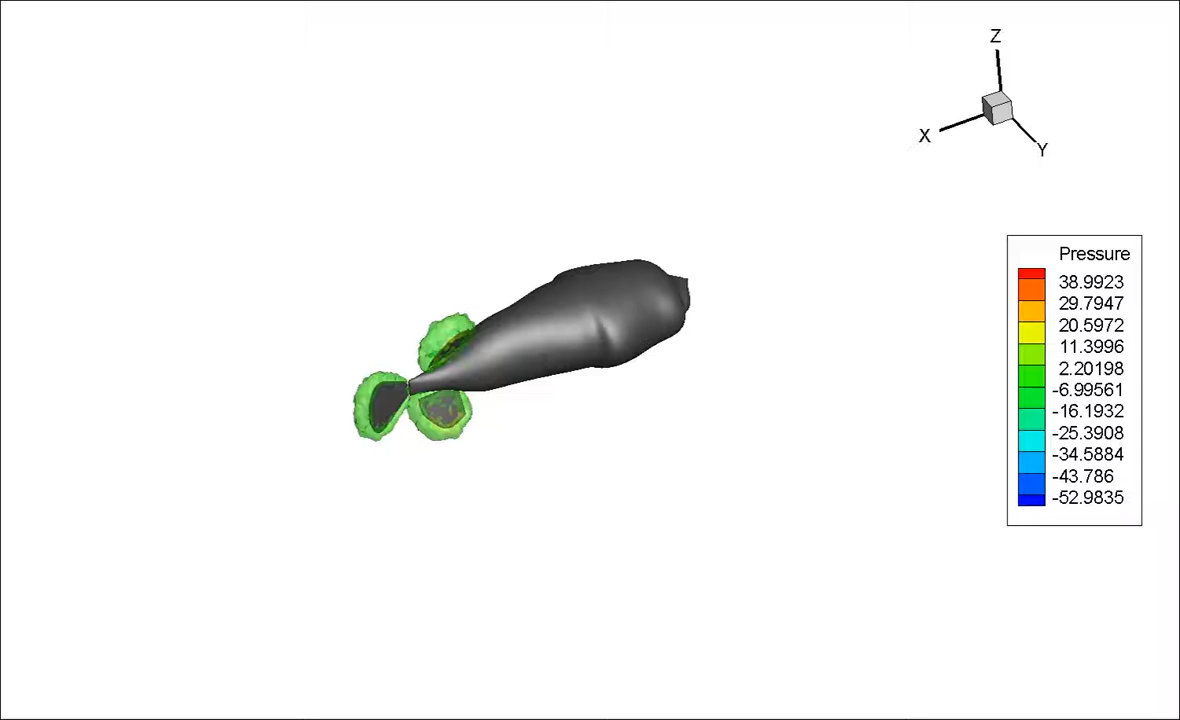 Z
X
Y
Pressure
38.9923
29.7947
20.5972
11.3996
2.20198
-6.99561
-16.1932
-25.3908
-34.5884
-43.786
-52.9835